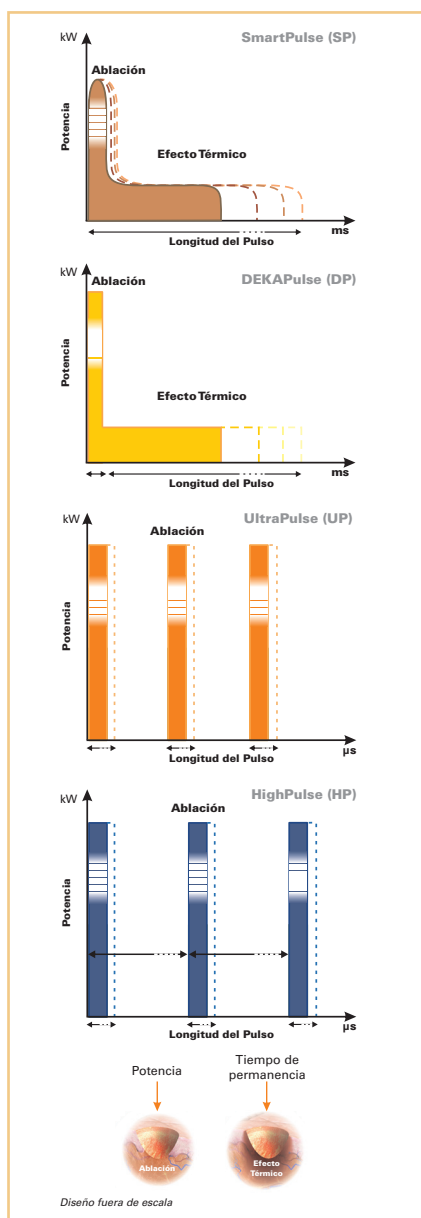 SmartPulse (SP)
kW
Ablación
Potencia
Efecto Térmico
ms
Longitud del Pulso
DEKAPulse (DP)
kW
Ablación
Potencia
Efecto Térmico
ms
Longitud del Pulso
UltraPulse (UP)
kW
Ablación
Potencia
µs
Longitud del Pulso
HighPulse (HP)
kW
Ablación
Potencia
µs
Longitud del Pulso
Potencia
Tiempo de
permanencia
Ablación
Efecto
Térmico
Diseño fuera de escala